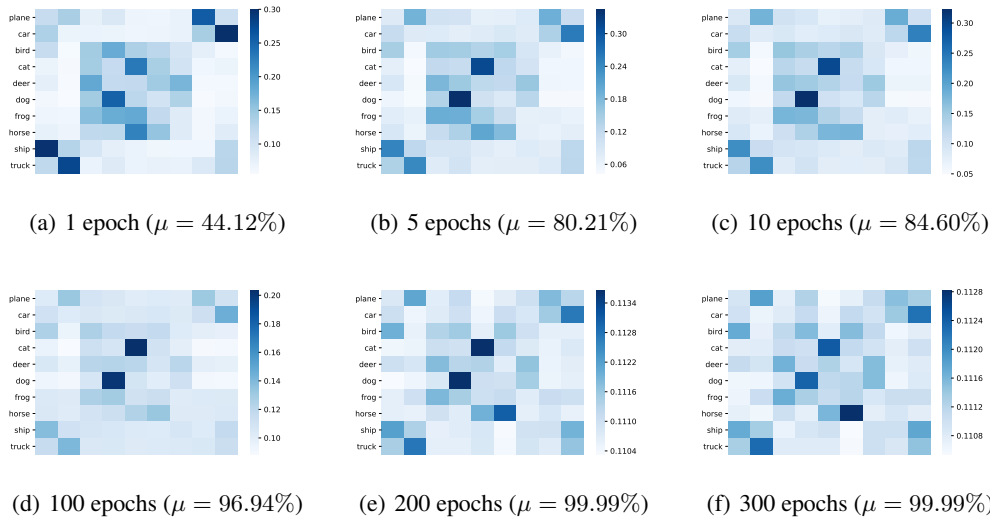 plane
car
bird
cat
deer
dog
frog
horse
ship
truck
0.30
0.25
0.20
0.15
0.10
(a) 1 epoch (μ = 44.12%)
plane
car
bird
cat
deer
dog
frog
horse
ship
truck
0.30
0.24
0.18
0.12
0.06
(b) 5 epochs (μ = 80.21%)
plane
car
bird
cat
deer
dog
frog
horse
ship
truck
0.30
0.25
0.20
0.15
0.10
0.05
(c) 10 epochs (μ = 84.60%)
plane
car
bird
cat
deer
dog
frog
horse
ship
truck
0.20
0.18
0.16
0.14
0.12
0.10
(d) 100 epochs (μ = 96.94%)
plane
car
bird
cat
deer
dog
frog
horse
ship
truck
0.1134
0.1128
0.1122
0.1116
0.1110
0.1104
(e) 200 epochs (μ = 99.99%)
plane
car
bird
cat
deer
dog
frog
horse
ship
truck
0.1128
0.1124
0.1120
0.1116
0.1112
0.1108
(f) 300 epochs (μ = 99.99%)